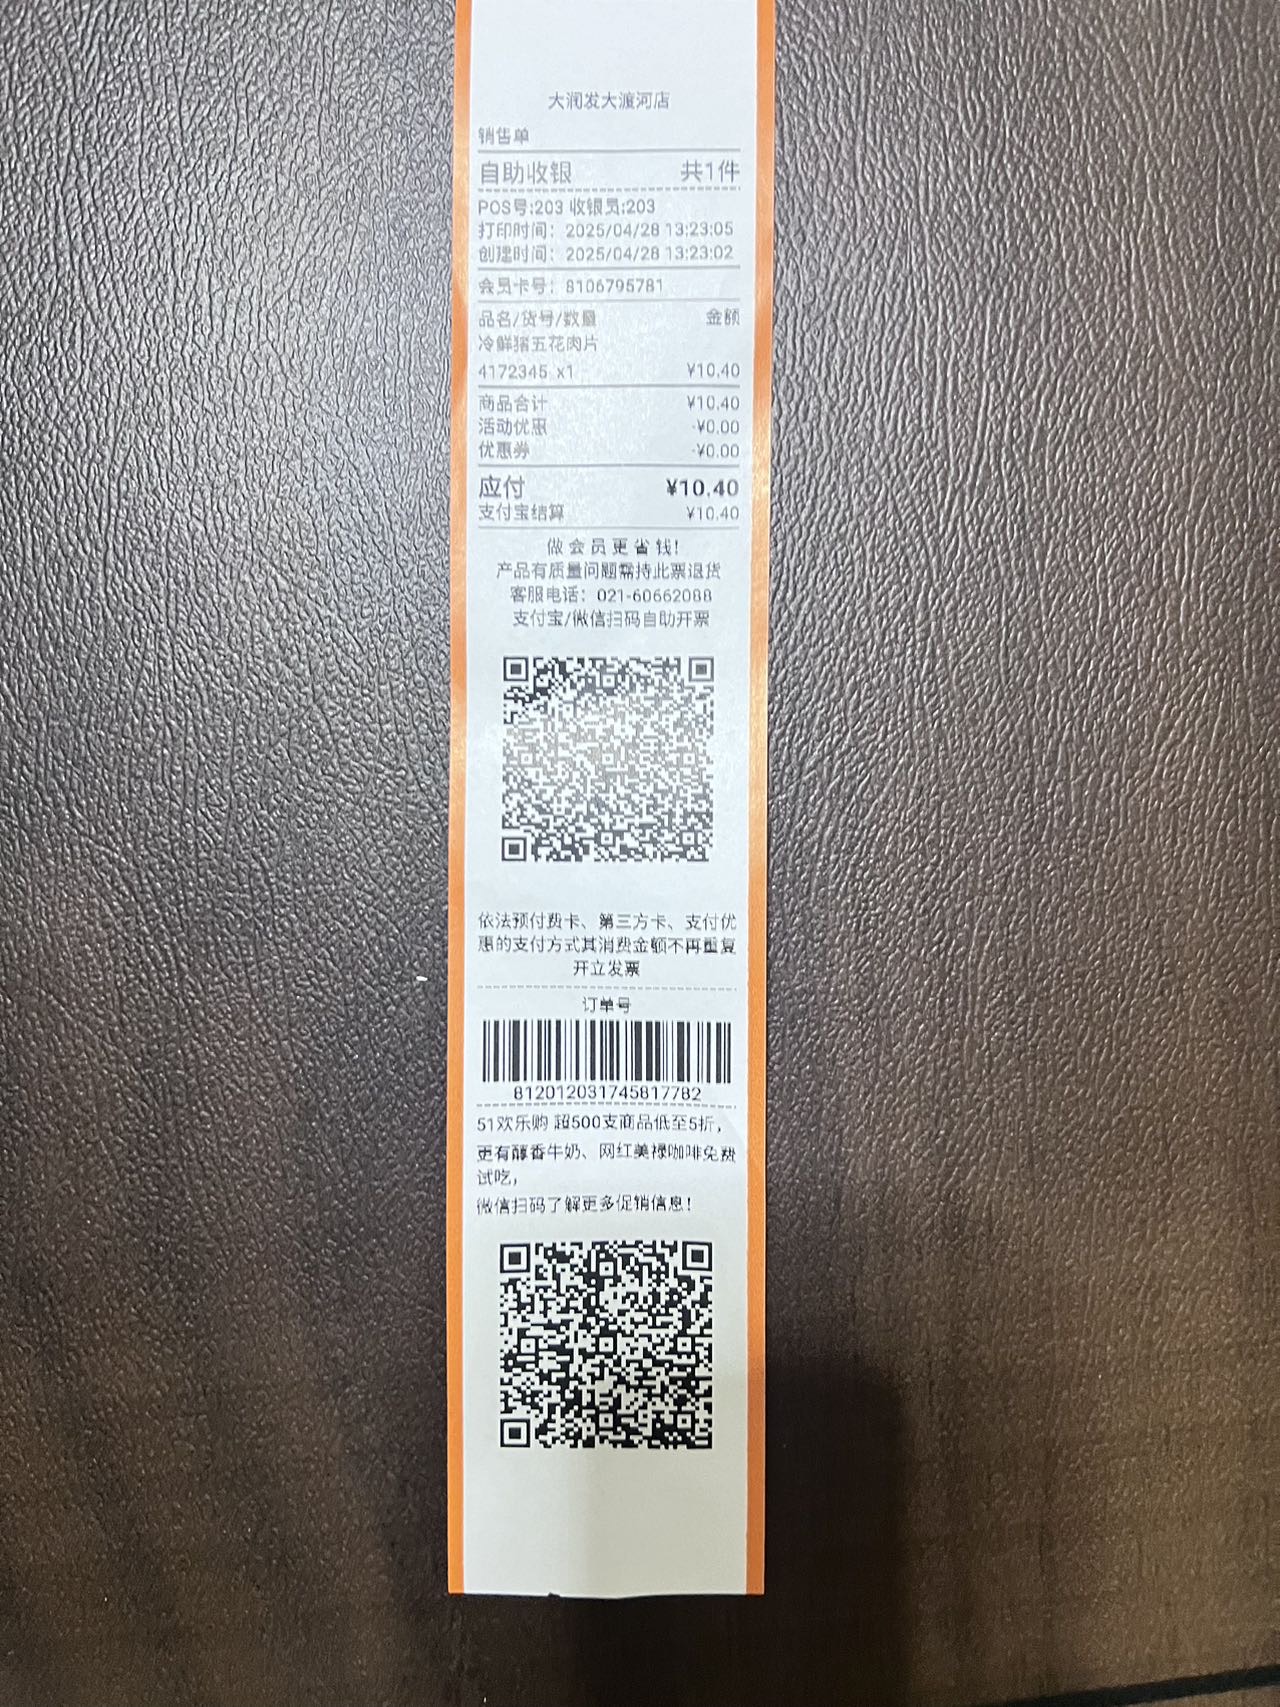 大润发大渡河店
销售单
自助收银 共1件
POS号:203 收银员:203
打印时间：2025/04/28 13:23:05
创建时间：2025/04/28 13:23:02
会员卡号：8106795781
品名/货号/数量 金额
冷鲜猪五花肉片
4172345 x1 ¥10.40
商品合计 ¥10.40
活动优惠 -¥0.00
优惠券 -¥0.00
应付 ¥10.40
支付宝结算 ¥10.40
做会员更省钱！
产品有质量问题需持此票退货
客服电话：021-60662088
支付宝/微信扫码自助开票
依法预付费卡、第三方卡、支付优
惠的支付方式其消费金额不再重复
开立发票
订单号
812012031745817782
51欢乐购 超500支商品低至5折，
更有醇香牛奶、网红美禄咖啡免费
试吃，
微信扫码了解更多促销信息！